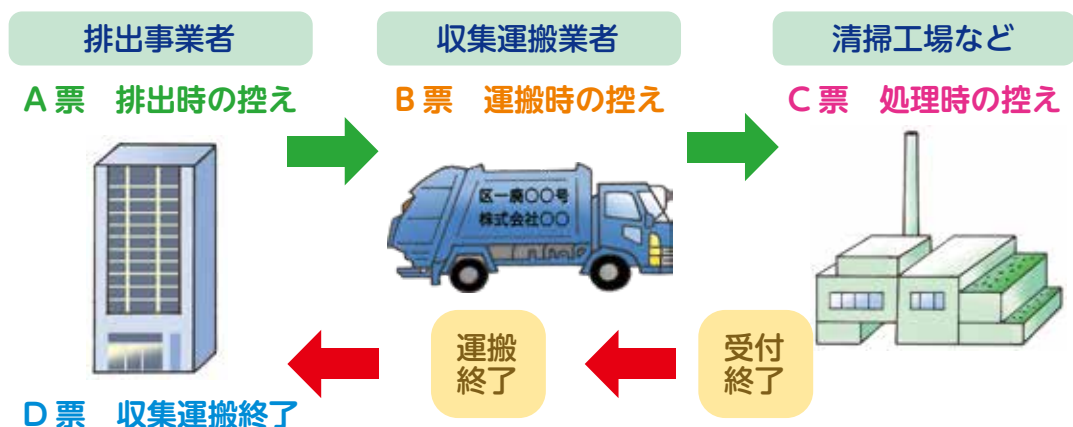 排出事業者
収集運搬業者
清掃工場など
A票 排出時の控え
B票 運搬時の控え
C票 処理時の控え
区一廃〇〇号
株式会社〇〇
運搬
終了
受付
終了
D票 収集運搬終了